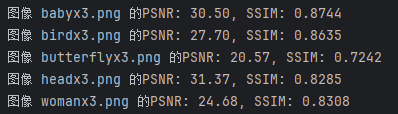 图像 babyx3.png 的PSNR: 30.50, SSIM: 0.8744
图像 birdx3.png 的PSNR: 27.70, SSIM: 0.8635
图像 butterflyx3.png 的PSNR: 20.57, SSIM: 0.7242
图像 headx3.png 的PSNR: 31.37, SSIM: 0.8285
图像 womanx3.png 的PSNR: 24.68, SSIM: 0.8308